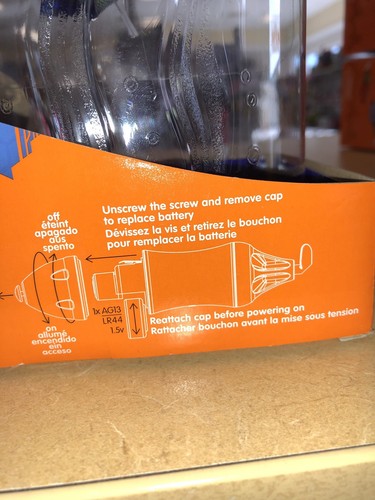 off
éteint
apagado
aus
spento
Unscrew the screw and remove cap
to replace battery
Dévissez la vis et retirez le bouchon
pour remplacer la batterie
1x AG13
LR44
1.5v
Reattach cap before powering on
Rattacher bouchon avant la mise sous tension
on
allumé
encendido
ein
acceso